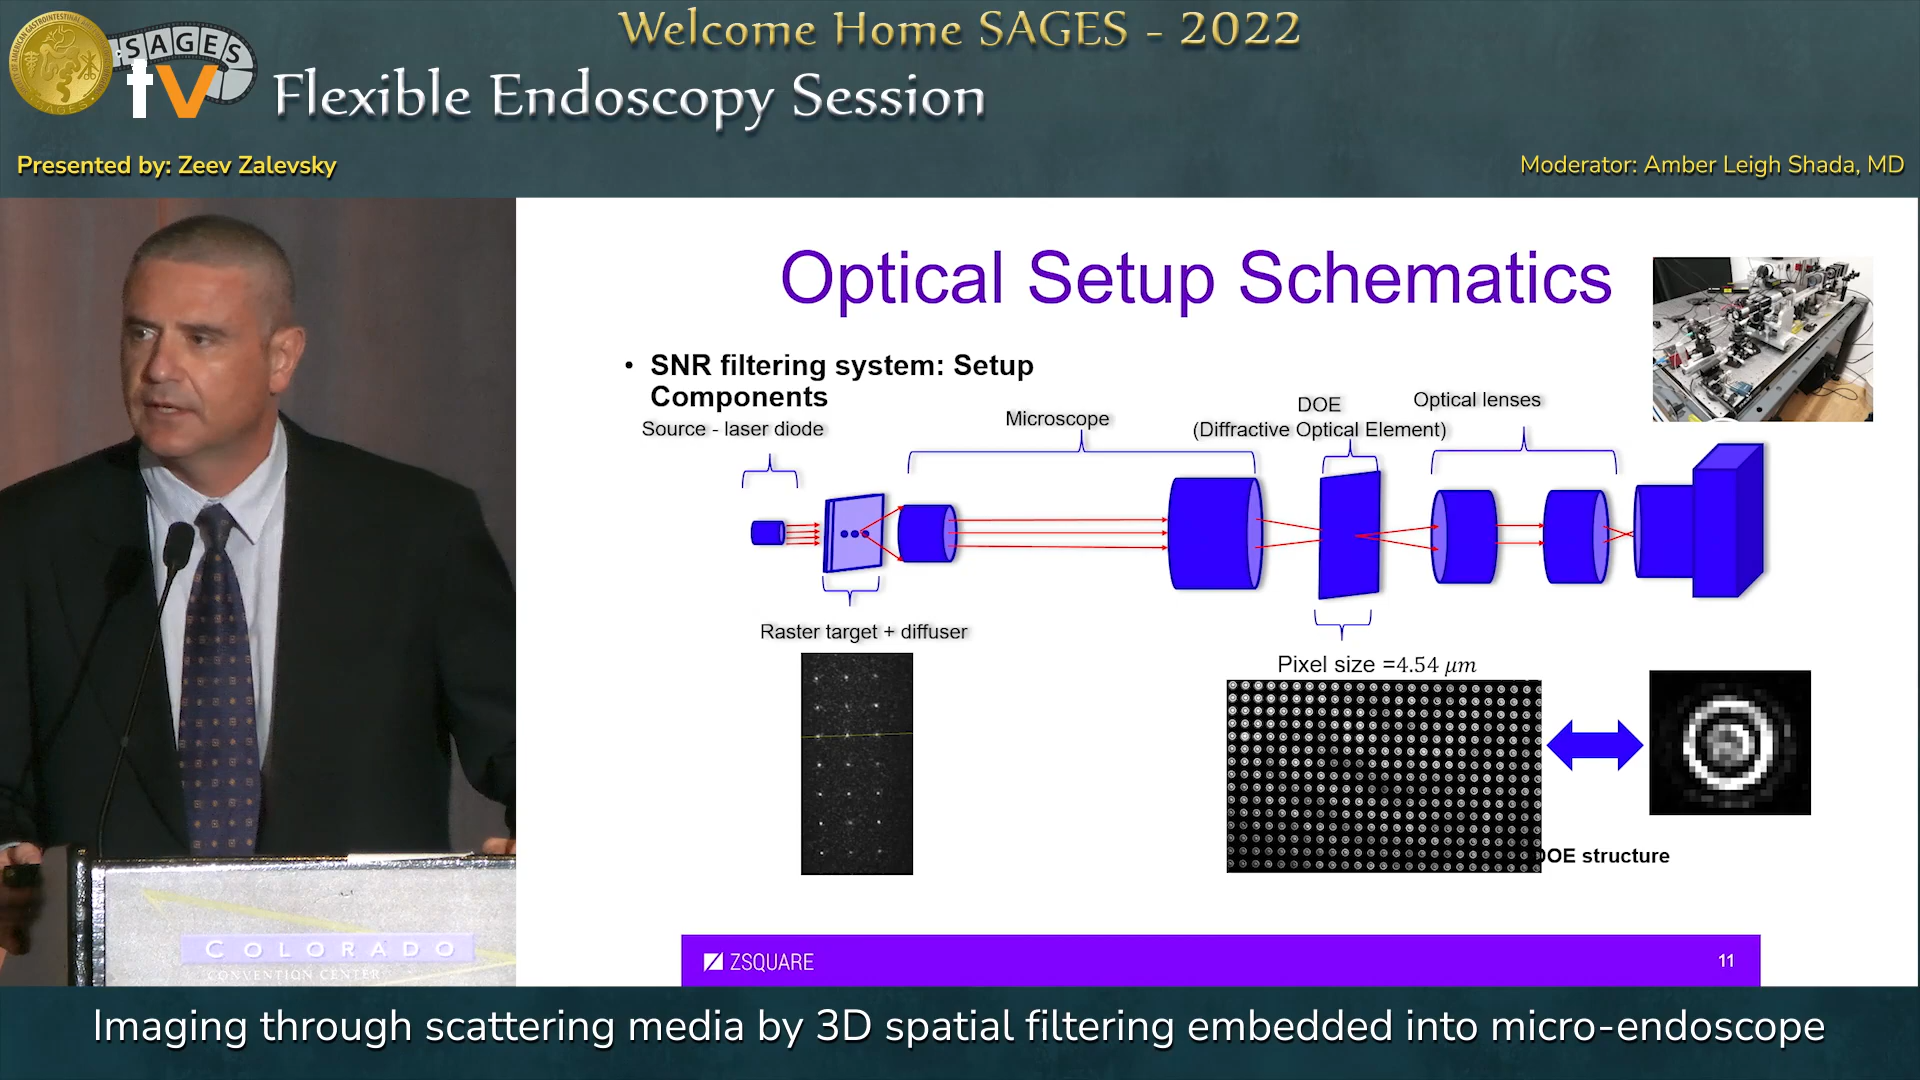 Welcome Home SAGES - 2022
SAGES
tv
Flexible Endoscopy Session
Presented by: Zeev Zalevsky
Moderator: Amber Leigh Shada, MD
Optical Setup Schematics
• SNR filtering system: Setup
Components
Source - laser diode
Microscope
DOE
(Diffractive Optical Element)
Optical lenses
Raster target + diffuser
Pixel size =4.54 μm
DOE structure
COLORADO
CONVENTION CENTER
ZSQUARE
11
Imaging through scattering media by 3D spatial filtering embedded into micro-endoscope